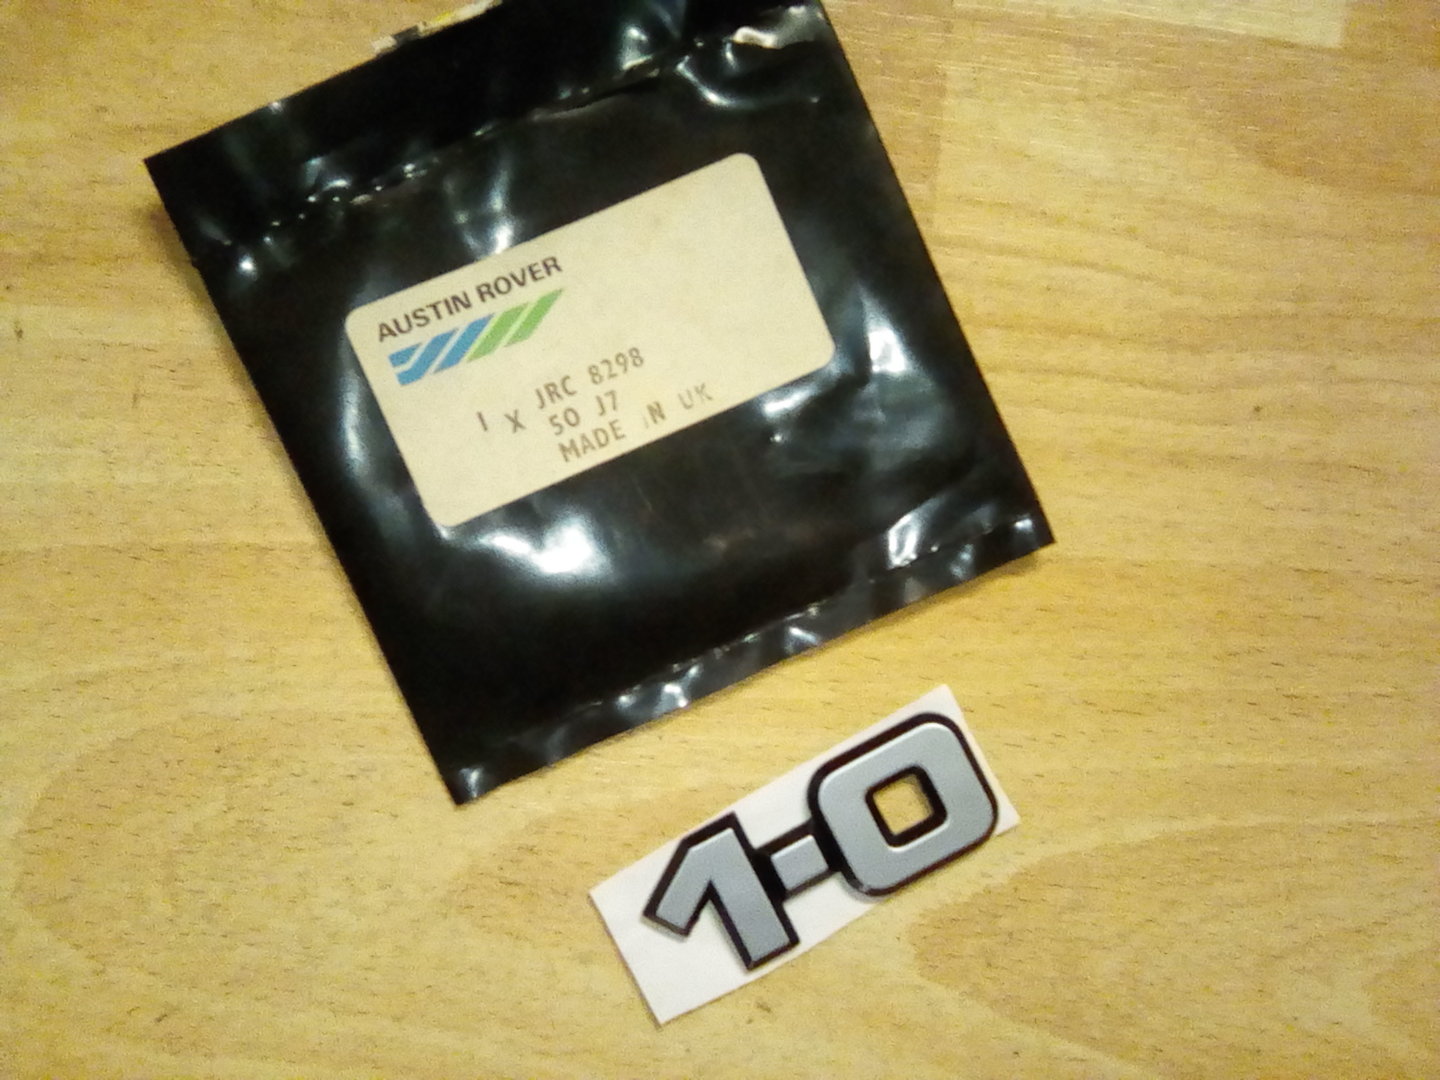 AUSTIN ROVER
1 X JRC 8298
50 J7
MADE IN UK
1·0